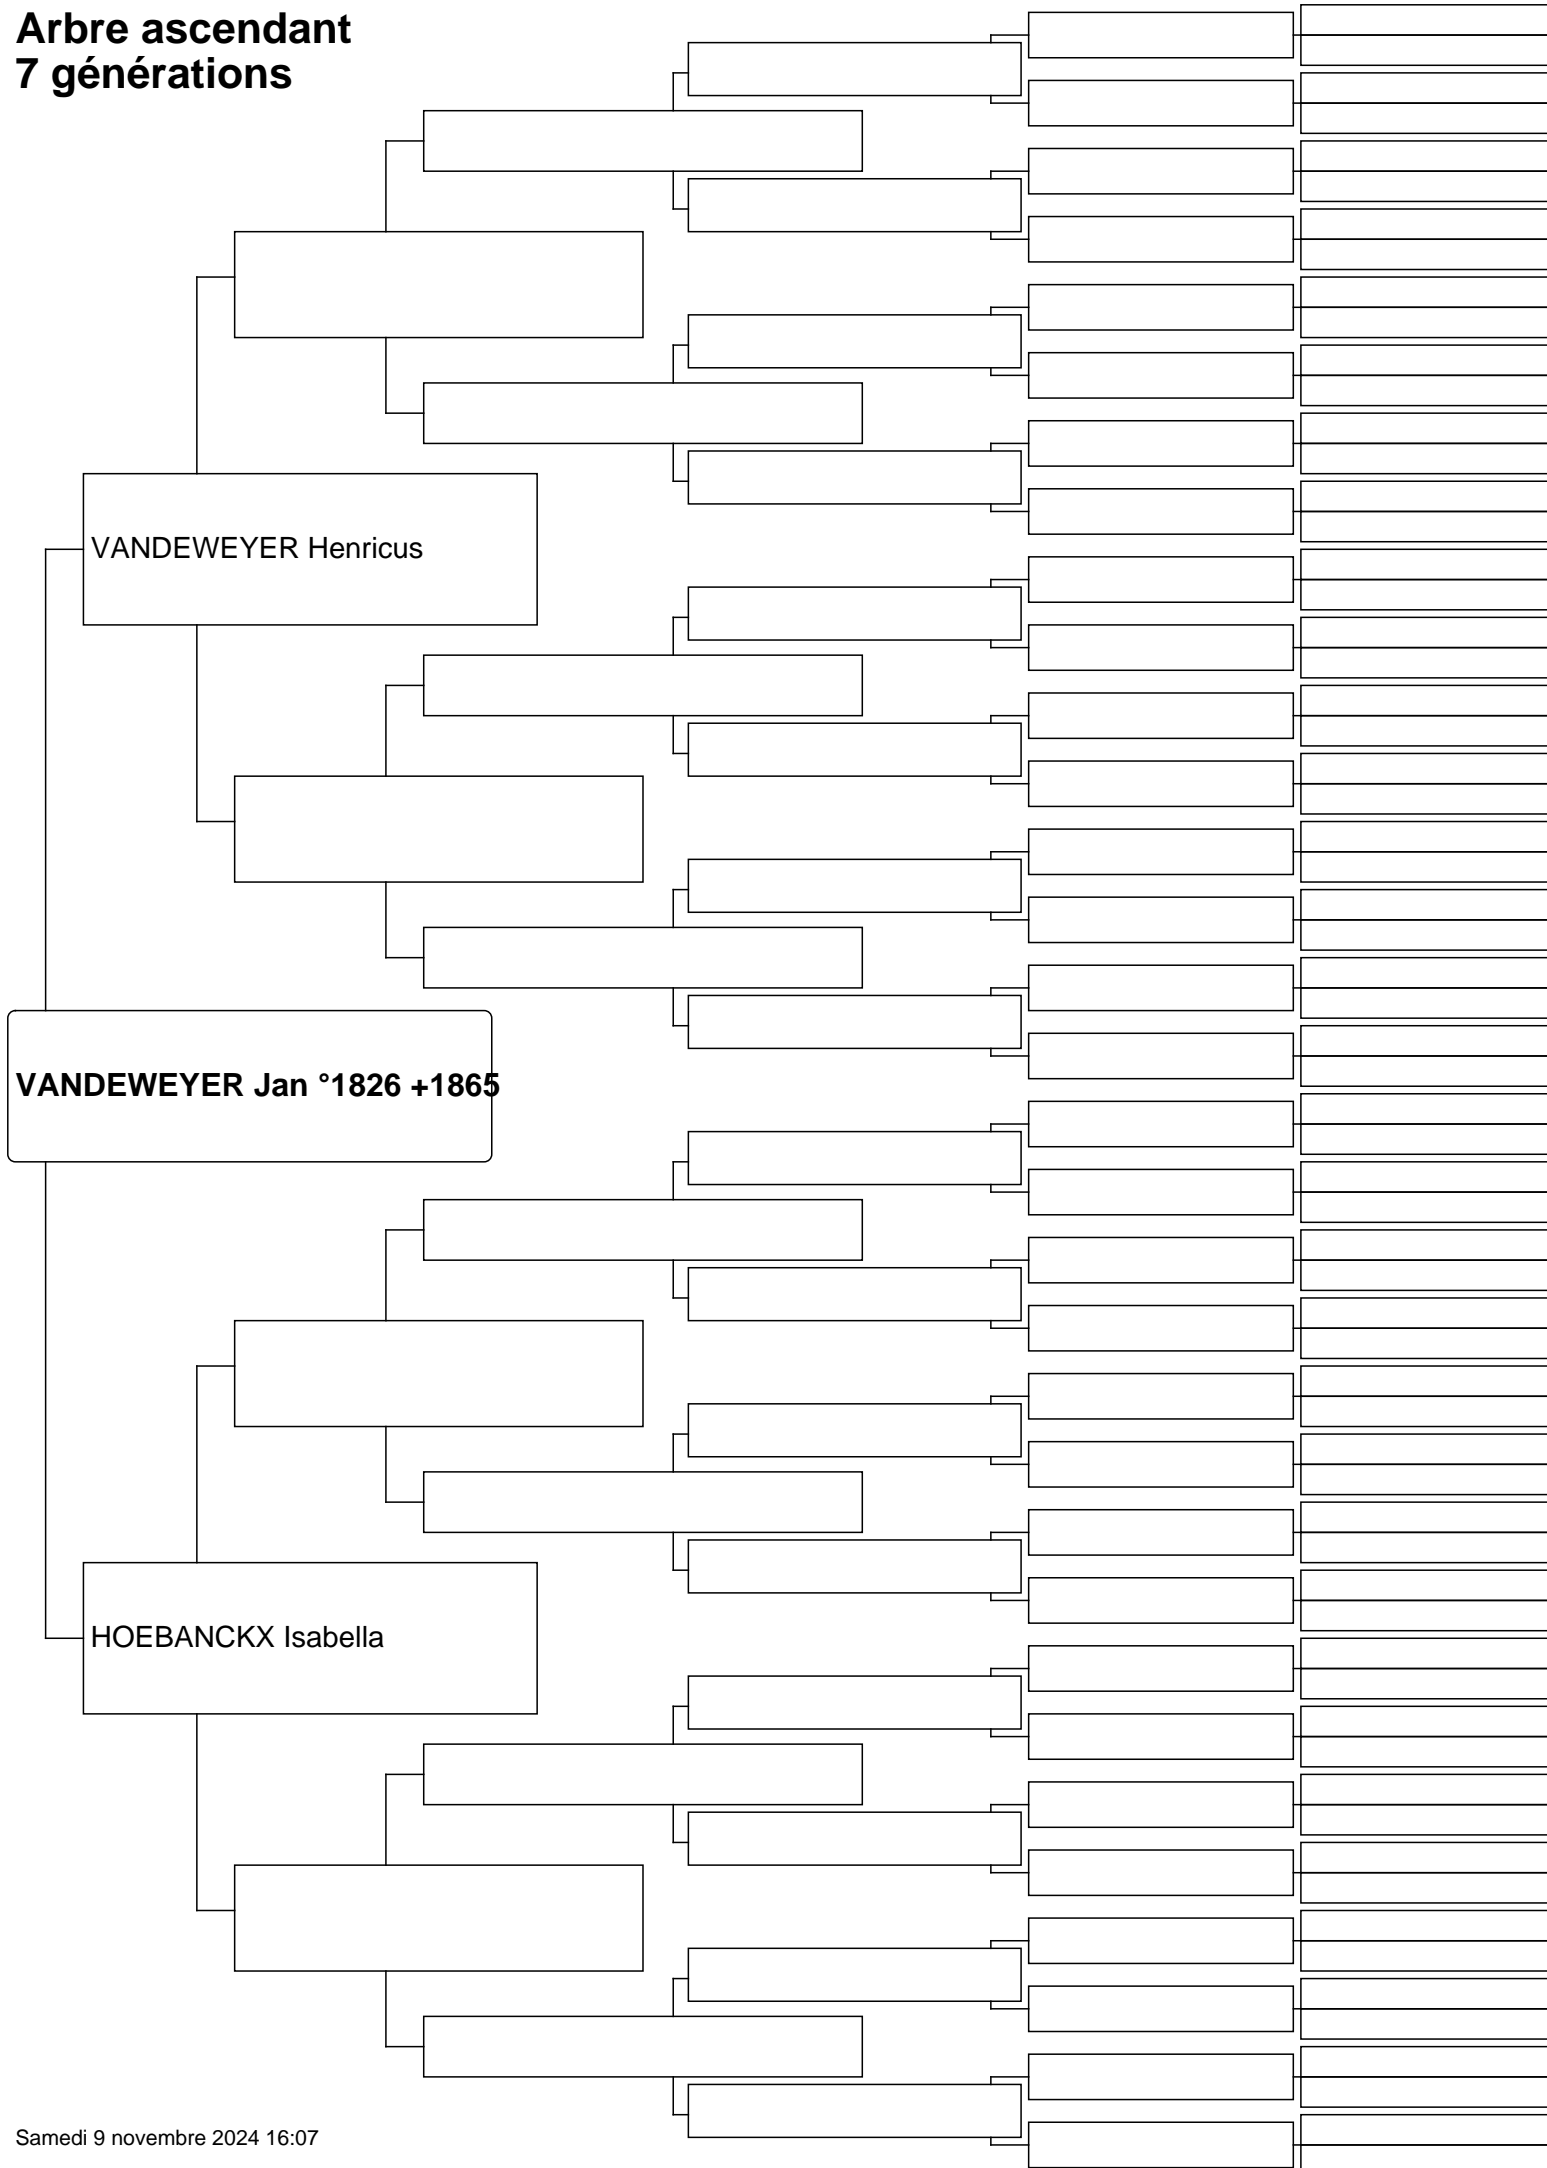 Arbre ascendant
7 générations
VANDEWEYER Henricus
VANDEWEYER Jan °1826 +1865
HOEBANCKX Isabella
Samedi 9 novembre 2024 16:07